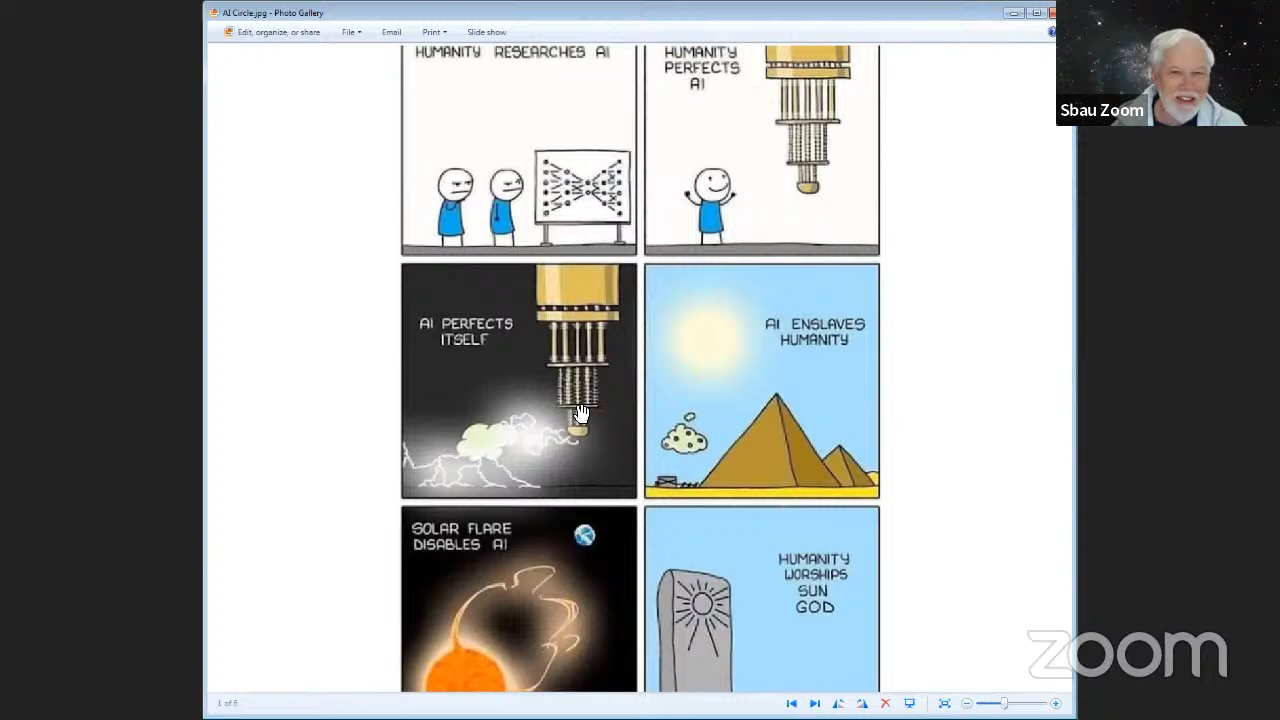 AI Circle.jpg - Photo Gallery
Edit, organize, or share
File
Email
Print
Slide show
Sbau Zoom
HUMANITY RESEARCHES AI
HUMANITY
PERFECTS
AI
AI PERFECTS
ITSELF
AI ENSLAVES
HUMANITY
SOLAR FLARE
DISABLES AI
HUMANITY
WORSHIPS
SUN
GOD
zoom
1 of 6